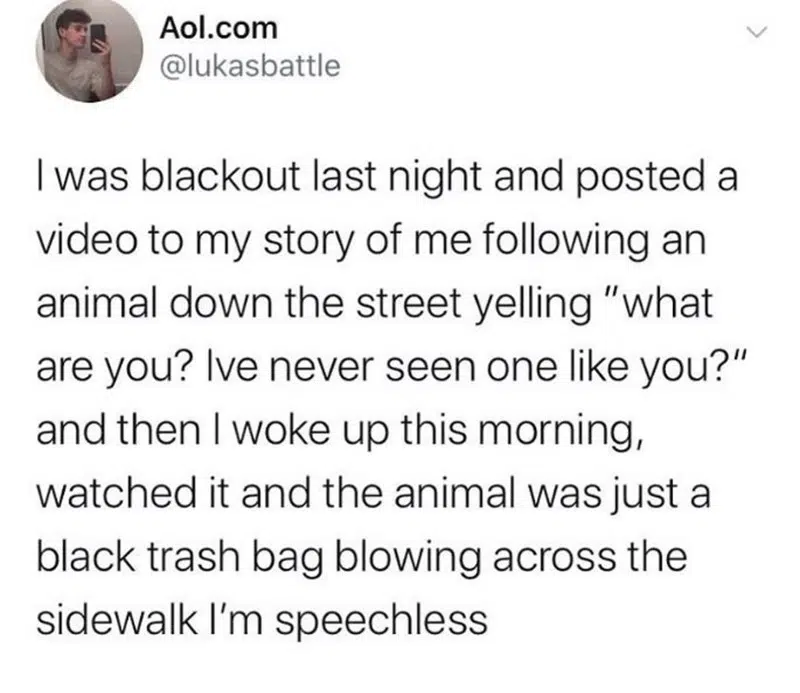 Aol.com
@lukasbattle
I was blackout last night and posted a
video to my story of me following an
animal down the street yelling "what
are you? Ive never seen one like you?"
and then I woke up this morning,
watched it and the animal was just a
black trash bag blowing across the
sidewalk I'm speechless